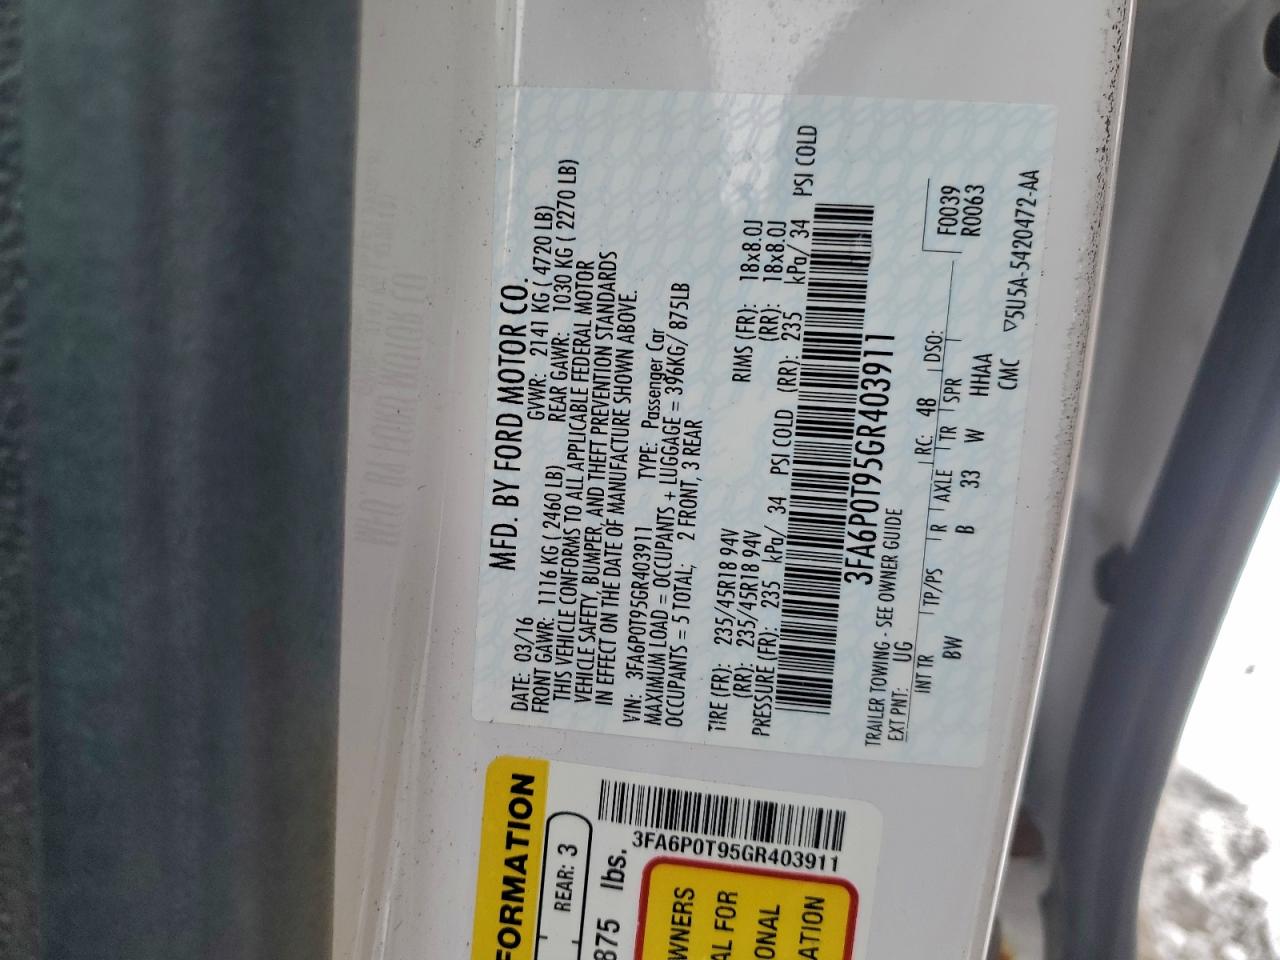 MFD. BY FORD MOTOR CO.
DATE: 03/16 GVWR: 2141 KG ( 4720 LB)
FRONT GAWR: 1116 KG ( 2460 LB) REAR GAWR: 1030 KG ( 2270 LB)
THIS VEHICLE CONFORMS TO ALL APPLICABLE FEDERAL MOTOR
VEHICLE SAFETY, BUMPER, AND THEFT PREVENTION STANDARDS
IN EFFECT ON THE DATE OF MANUFACTURE SHOWN ABOVE.
VIN: 3FA6P0T95GR403911 TYPE: Passenger Car
MAXIMUM LOAD = OCCUPANTS + LUGGAGE = 396KG/ 875LB
OCCUPANTS = 5 TOTAL; 2 FRONT, 3 REAR
TIRE (FR): 235/45R18 94V RIMS (FR): 18x8.0J
(RR): 235/45R18 94V (RR): 18x8.0J
PRESSURE (FR): 235 kPa/ 34 PSI COLD (RR): 235 kPa/ 34 PSI COLD
3FA6P0T95GR403911
TRAILER TOWING - SEE OWNER GUIDE
EXT PNT: UG RC: 48 DSO: F0039
INT TR TP/PS R AXLE TR SPR R0063
BW B 33 W HHAA
CMC ▽5U5A-5420472-AA
FORMATION
REAR: 3
875 lbs.
3FA6P0T95GR403911
WNERS
AL FOR
ONAL
ATION